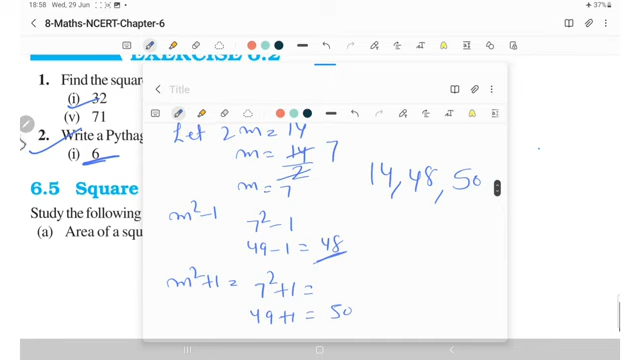 18:58 Wed, 29 Jun
37%
8-Maths-NCERT-Chapter-6
EXERCISE 6.2
1. Find the square
(i) 32
(v) 71
2. Write a Pythag
(i) 6
6.5 Square
Study the following
(a) Area of a squ
Title
Let 2m = 14
m = 14/2 7
m = 7
m²-1 7²-1
49-1 = 48
m²+1 = 7²+1 =
49+1 = 50
14, 48, 50